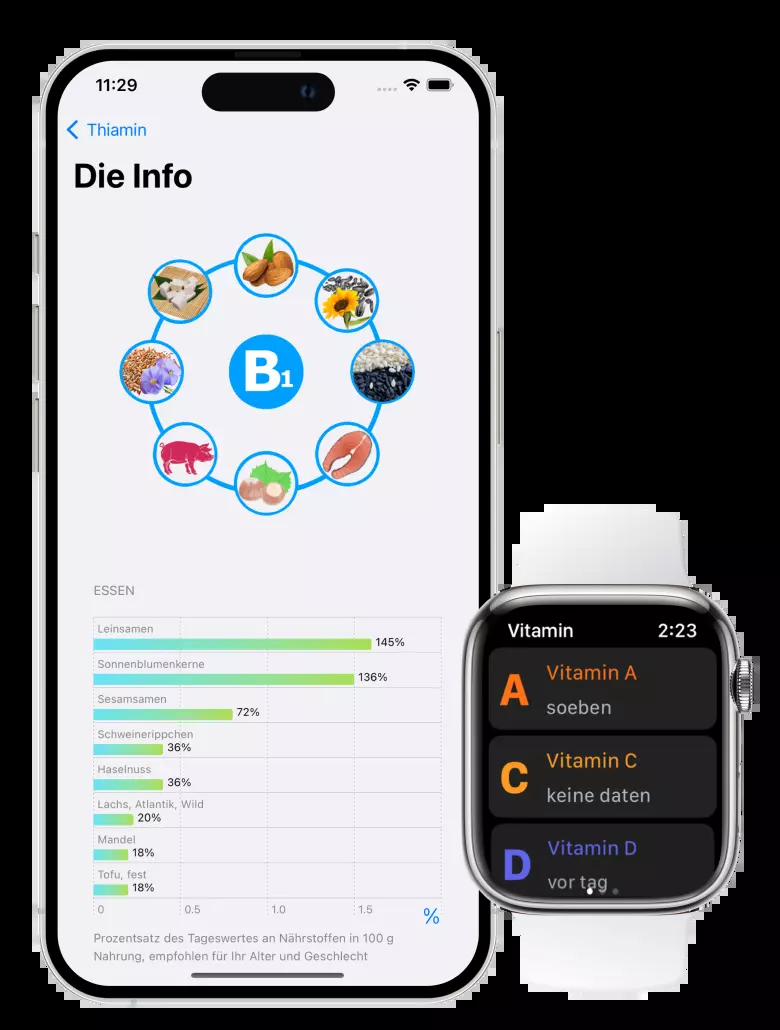 11:29
Thiamin
Die Info
B1
ESSEN
Leinsamen
145%
Sonnenblumenkerne
136%
Sesamsamen
72%
Schweinerippchen
36%
Haselnuss
36%
Lachs, Atlantik, Wild
20%
Mandel
18%
Tofu, fest
18%
0 0.5 1.0 1.5 %
Prozentsatz des Tageswertes an Nährstoffen in 100 g
Nahrung, empfohlen für Ihr Alter und Geschlecht
Vitamin 2:23
A
Vitamin A
soeben
C
Vitamin C
keine daten
D
Vitamin D
vor tag